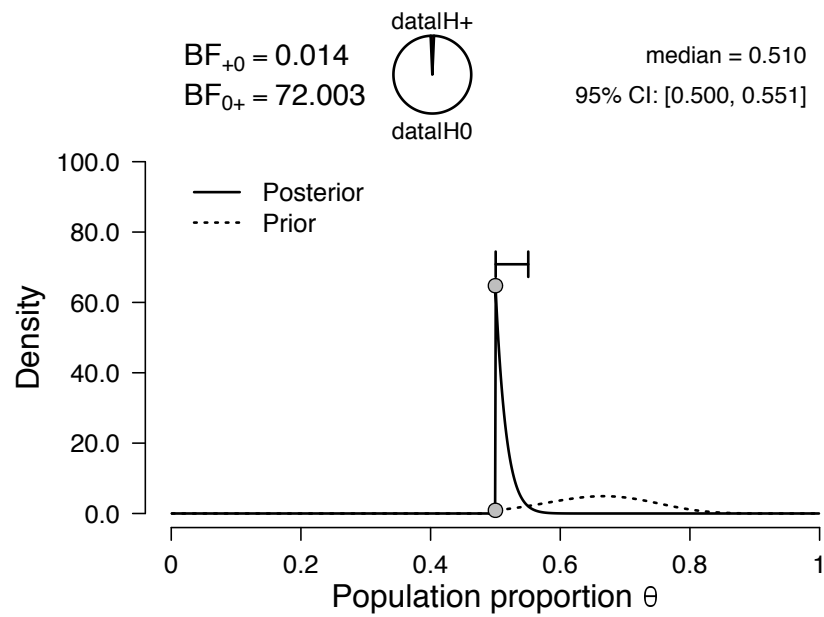 data|H+
BF+0 = 0.014
median = 0.510
BF0+ = 72.003
95% CI: [0.500, 0.551]
data|H0
100.0
80.0
60.0
40.0
20.0
0.0
Density
Posterior
Prior
0
0.2
0.4
0.6
0.8
1
Population proportion θ